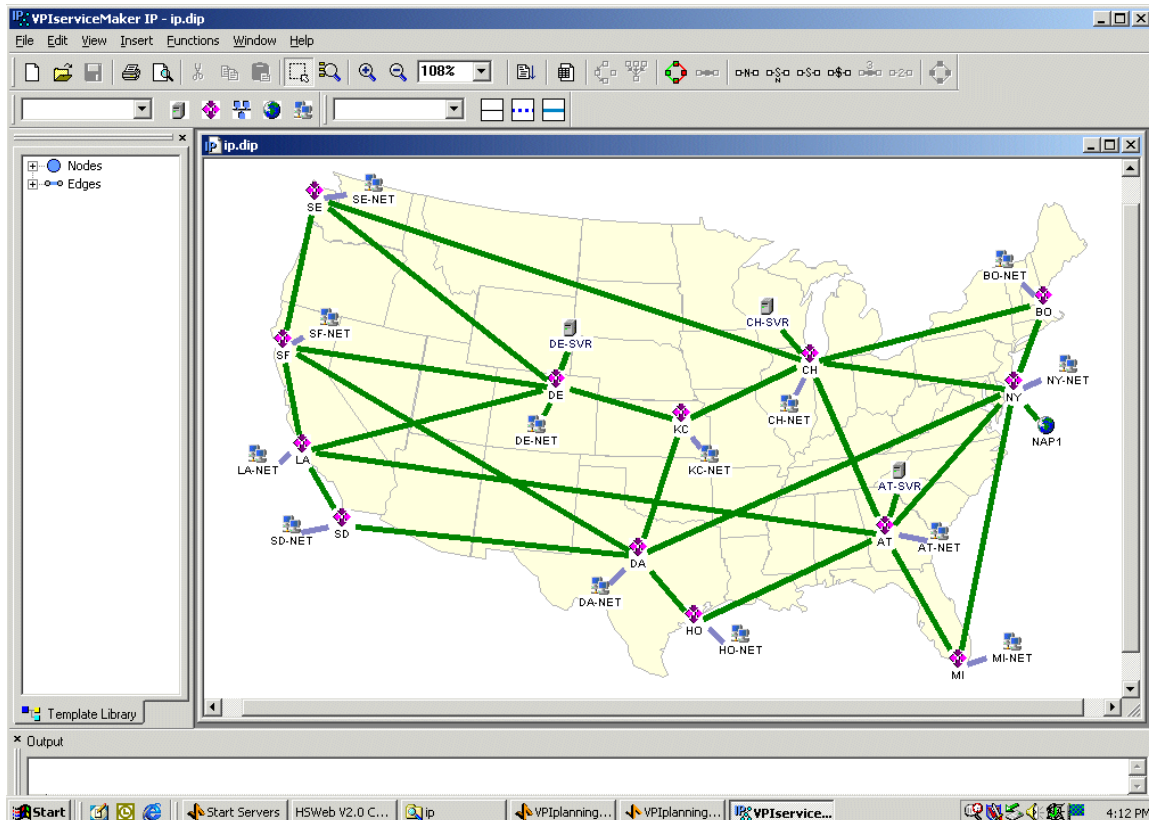 IP: VPIserviceMaker IP - ip.dip
File Edit View Insert Functions Window Help
108%
N S N S $ 3 2
Nodes
Edges
Template Library
IP ip.dip
SE
SE-NET
BO-NET
BO
SF-NET
SF
CH-SVR
DE-SVR
CH
NY-NET
NY
DE
CH-NET
NAP1
KC
DE-NET
LA-NET
LA
KC-NET
AT-SVR
SD-NET
SD
AT
AT-NET
DA
DA-NET
HO
HO-NET
MI-NET
MI
Output
Start Start Servers HSWeb V2.0 C... ip VPIplanning... VPIplanning... VPIservice... 4:12 PM